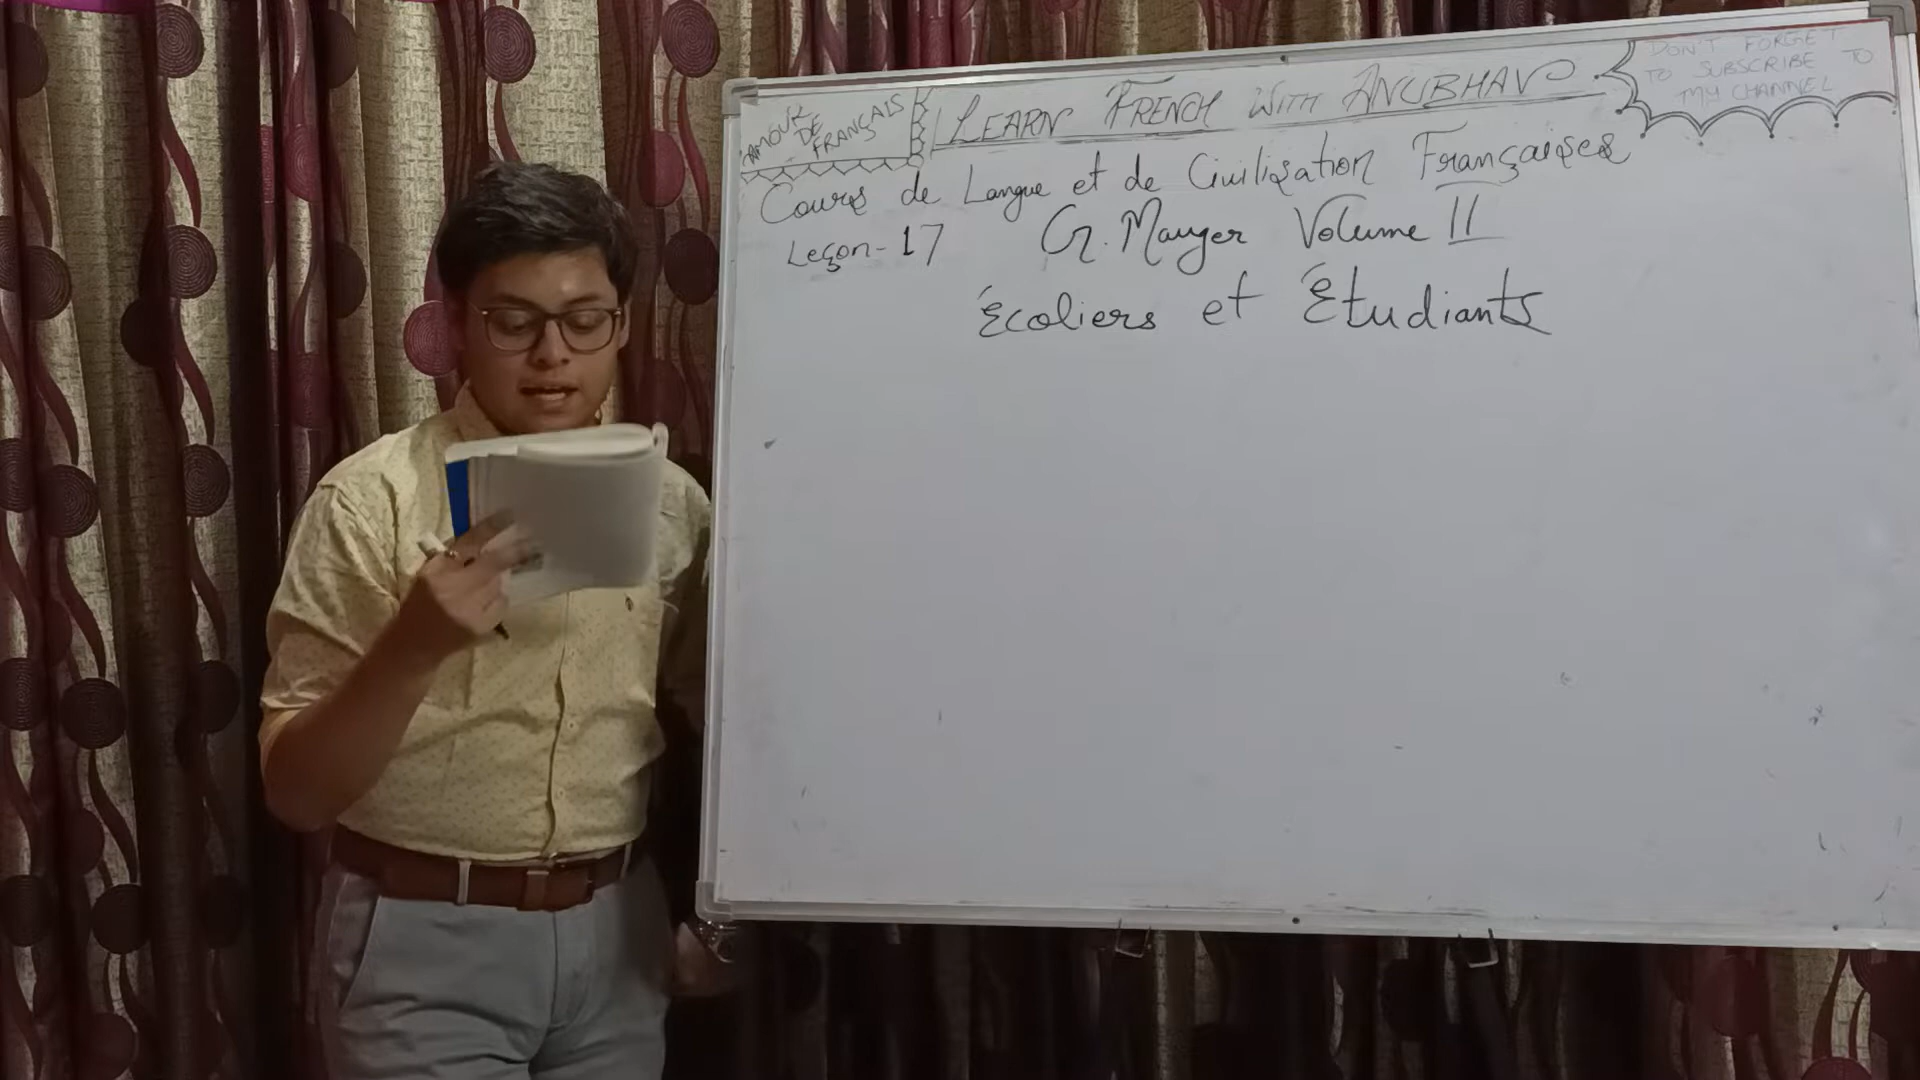 AMOUR
DE
FRANÇAIS
LEARN FRENCH WITH ANUBHAV
DON'T FORGET
TO SUBSCRIBE TO
MY CHANNEL
Cours de Langue et de Civilisation Françaises
Leçon-17 G. Mauger Volume II
Écoliers et Étudiants